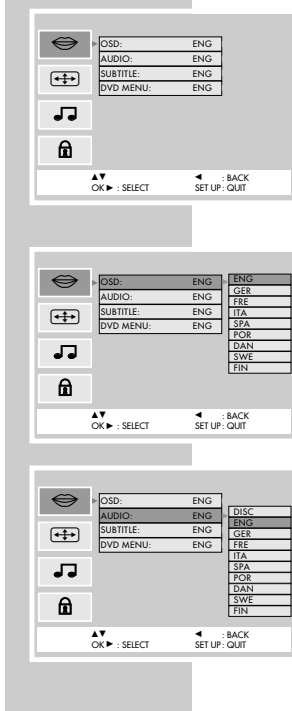 OSD: ENG
AUDIO: ENG
SUBTITLE: ENG
DVD MENU: ENG
▲▼ ◄ : BACK
OK ► : SELECT SET UP : QUIT
OSD: ENG
AUDIO: ENG
SUBTITLE: ENG
DVD MENU: ENG
ENG
GER
FRE
ITA
SPA
POR
DAN
SWE
FIN
▲▼ ◄ : BACK
OK ► : SELECT SET UP : QUIT
OSD: ENG
AUDIO: ENG
SUBTITLE: ENG
DVD MENU: ENG
DISC
ENG
GER
FRE
ITA
SPA
POR
DAN
SWE
FIN
▲▼ ◄ : BACK
OK ► : SELECT SET UP : QUIT